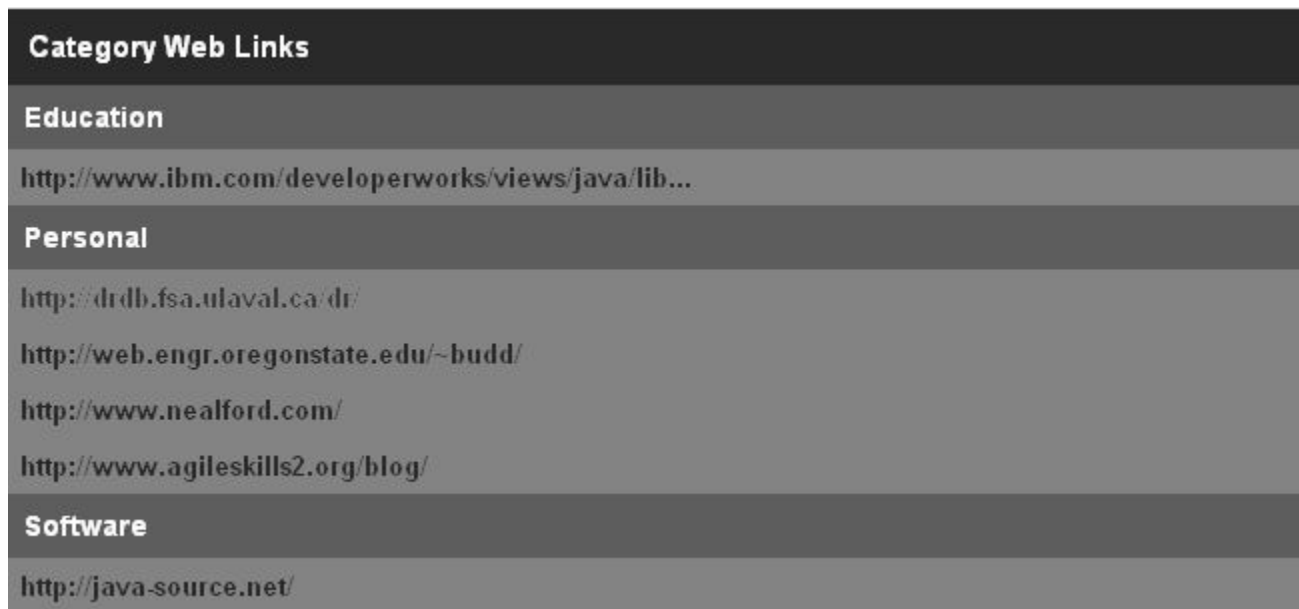 Category Web Links
Education
http://www.ibm.com/developerworks/views/java/lib...
Personal
http://drdb.fsa.ulaval.ca/dr/
http://web.engr.oregonstate.edu/~budd/
http://www.nealford.com/
http://www.agileskills2.org/blog/
Software
http://java-source.net/